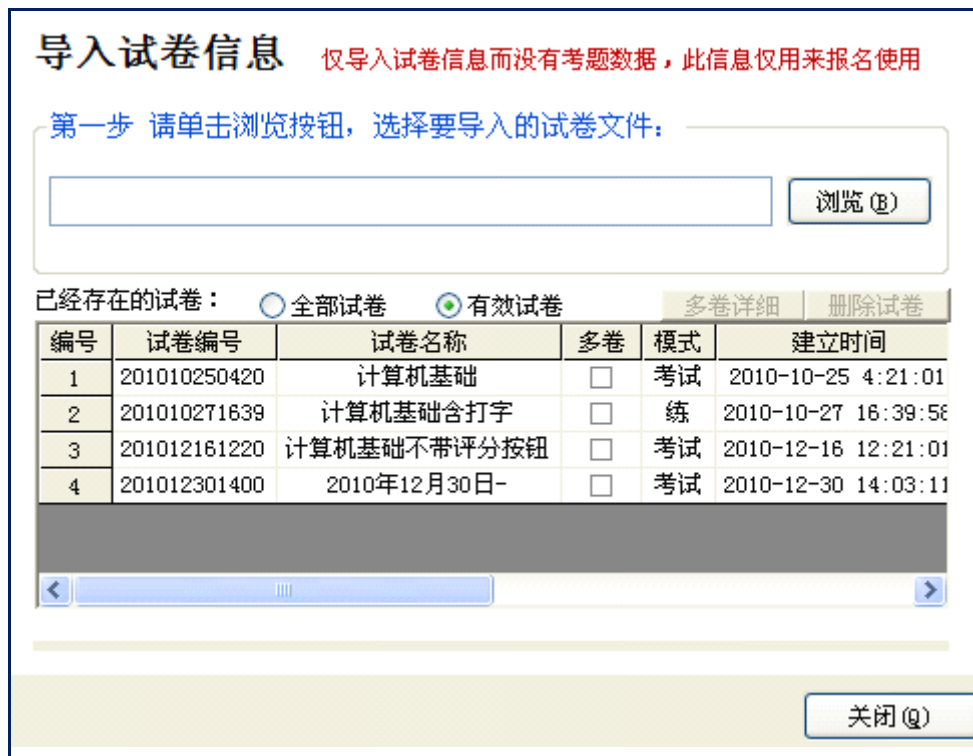 导入试卷信息 仅导入试卷信息而没有考题数据，此信息仅用来报名使用
第一步 请单击浏览按钮，选择要导入的试卷文件：
浏览(B)
已经存在的试卷： 全部试卷 有效试卷 多卷详细 删除试卷
编号 试卷编号 试卷名称 多卷 模式 建立时间
1 201010250420 计算机基础 考试 2010-10-25 4:21:01
2 201010271639 计算机基础含打字 练 2010-10-27 16:39:58
3 201012161220 计算机基础不带评分按钮 考试 2010-12-16 12:21:01
4 201012301400 2010年12月30日- 考试 2010-12-30 14:03:11
关闭(Q)